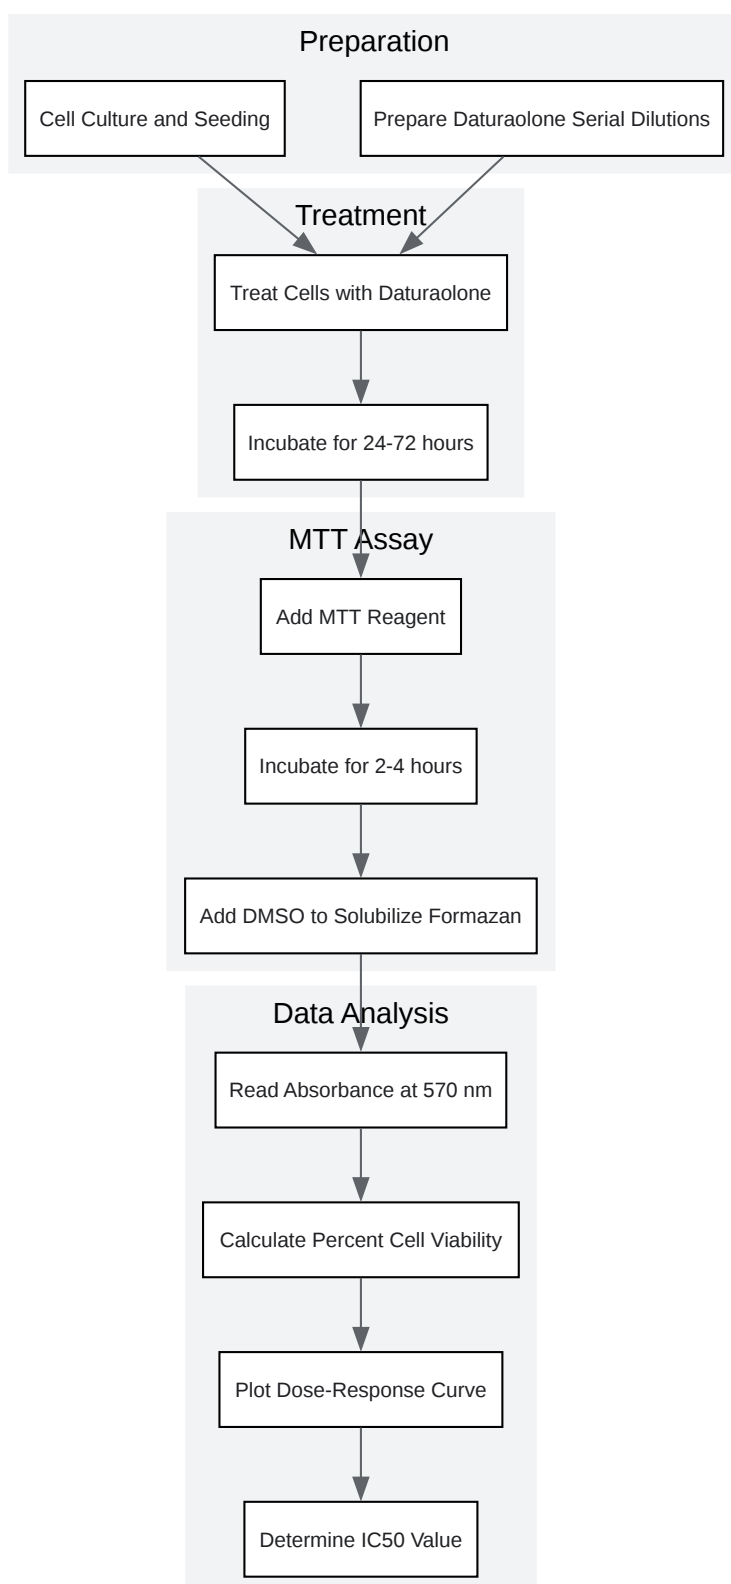 Preparation
Cell Culture and Seeding
Prepare Daturaolone Serial Dilutions
Treatment
Treat Cells with Daturaolone
Incubate for 24-72 hours
MTT Assay
Add MTT Reagent
Incubate for 2-4 hours
Add DMSO to Solubilize Formazan
Data Analysis
Read Absorbance at 570 nm
Calculate Percent Cell Viability
Plot Dose-Response Curve
Determine IC50 Value